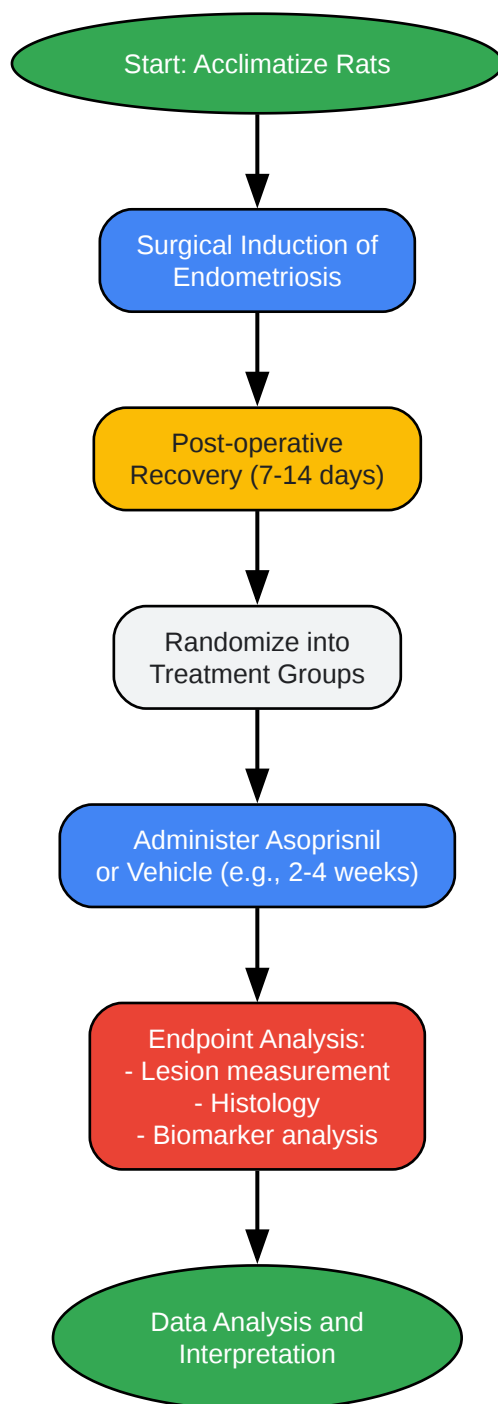 Start: Acclimatize Rats
Surgical Induction of
Endometriosis
Post-operative
Recovery (7-14 days)
Randomize into
Treatment Groups
Administer Asoprisnil
or Vehicle (e.g., 2-4 weeks)
Endpoint Analysis:
- Lesion measurement
- Histology
- Biomarker analysis
Data Analysis and
Interpretation